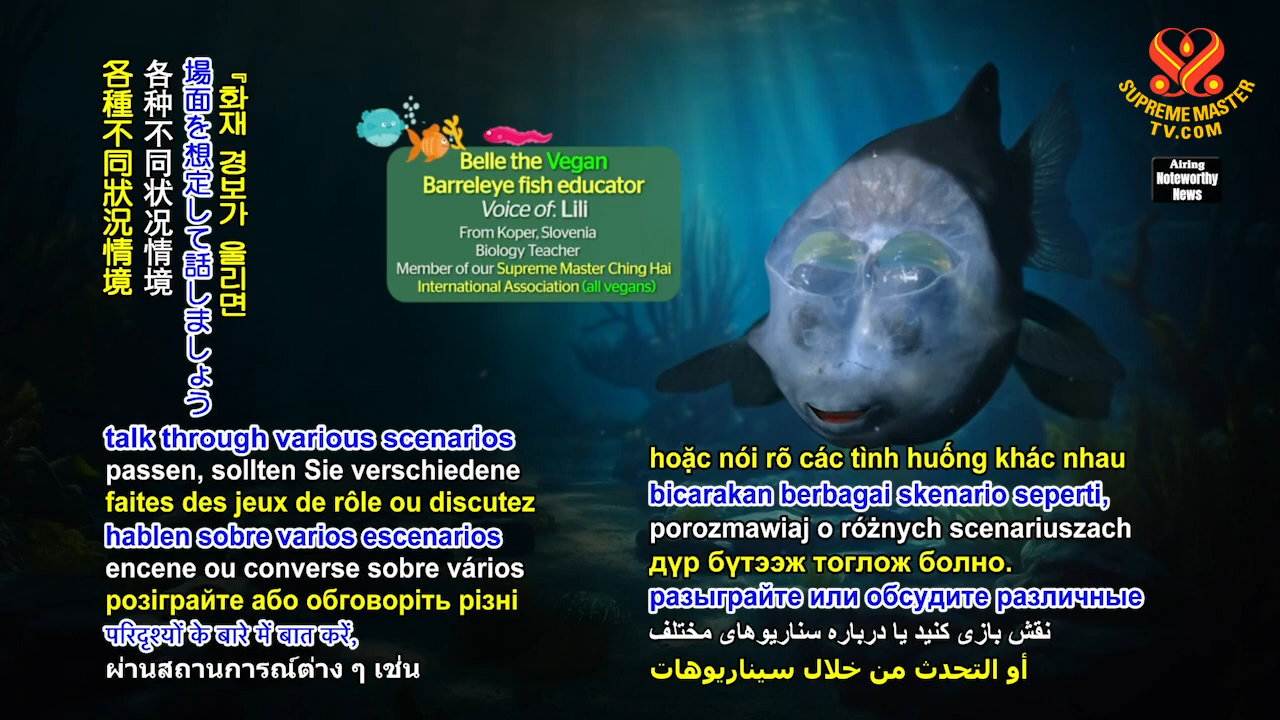 各種不同狀況情境
各种不同状况情境
場面を想定して話しましょう
『화재 경보가 울리면
Belle the Vegan
Barreleye fish educator
Voice of: Lili
From Koper, Slovenia
Biology Teacher
Member of our Supreme Master Ching Hai
International Association (all vegans)
SUPREME MASTER
TV.COM
Airing
Noteworthy
News
talk through various scenarios
passen, sollten Sie verschiedene
faites des jeux de rôle ou discutez
hablen sobre varios escenarios
encene ou converse sobre vários
розіграйте або обговоріть різні
परिदृश्यों के बारे में बात करें,
ผ่านสถานการณ์ต่าง ๆ เช่น
hoặc nói rõ các tình huống khác nhau
bicarakan berbagai skenario seperti,
porozmawiaj o różnych scenariuszach
дүр бүтээж тоглож болно.
разыграйте или обсудите различные
نقش بازی کنید یا درباره سناریوهای مختلف
أو التحدث من خلال سيناريوهات